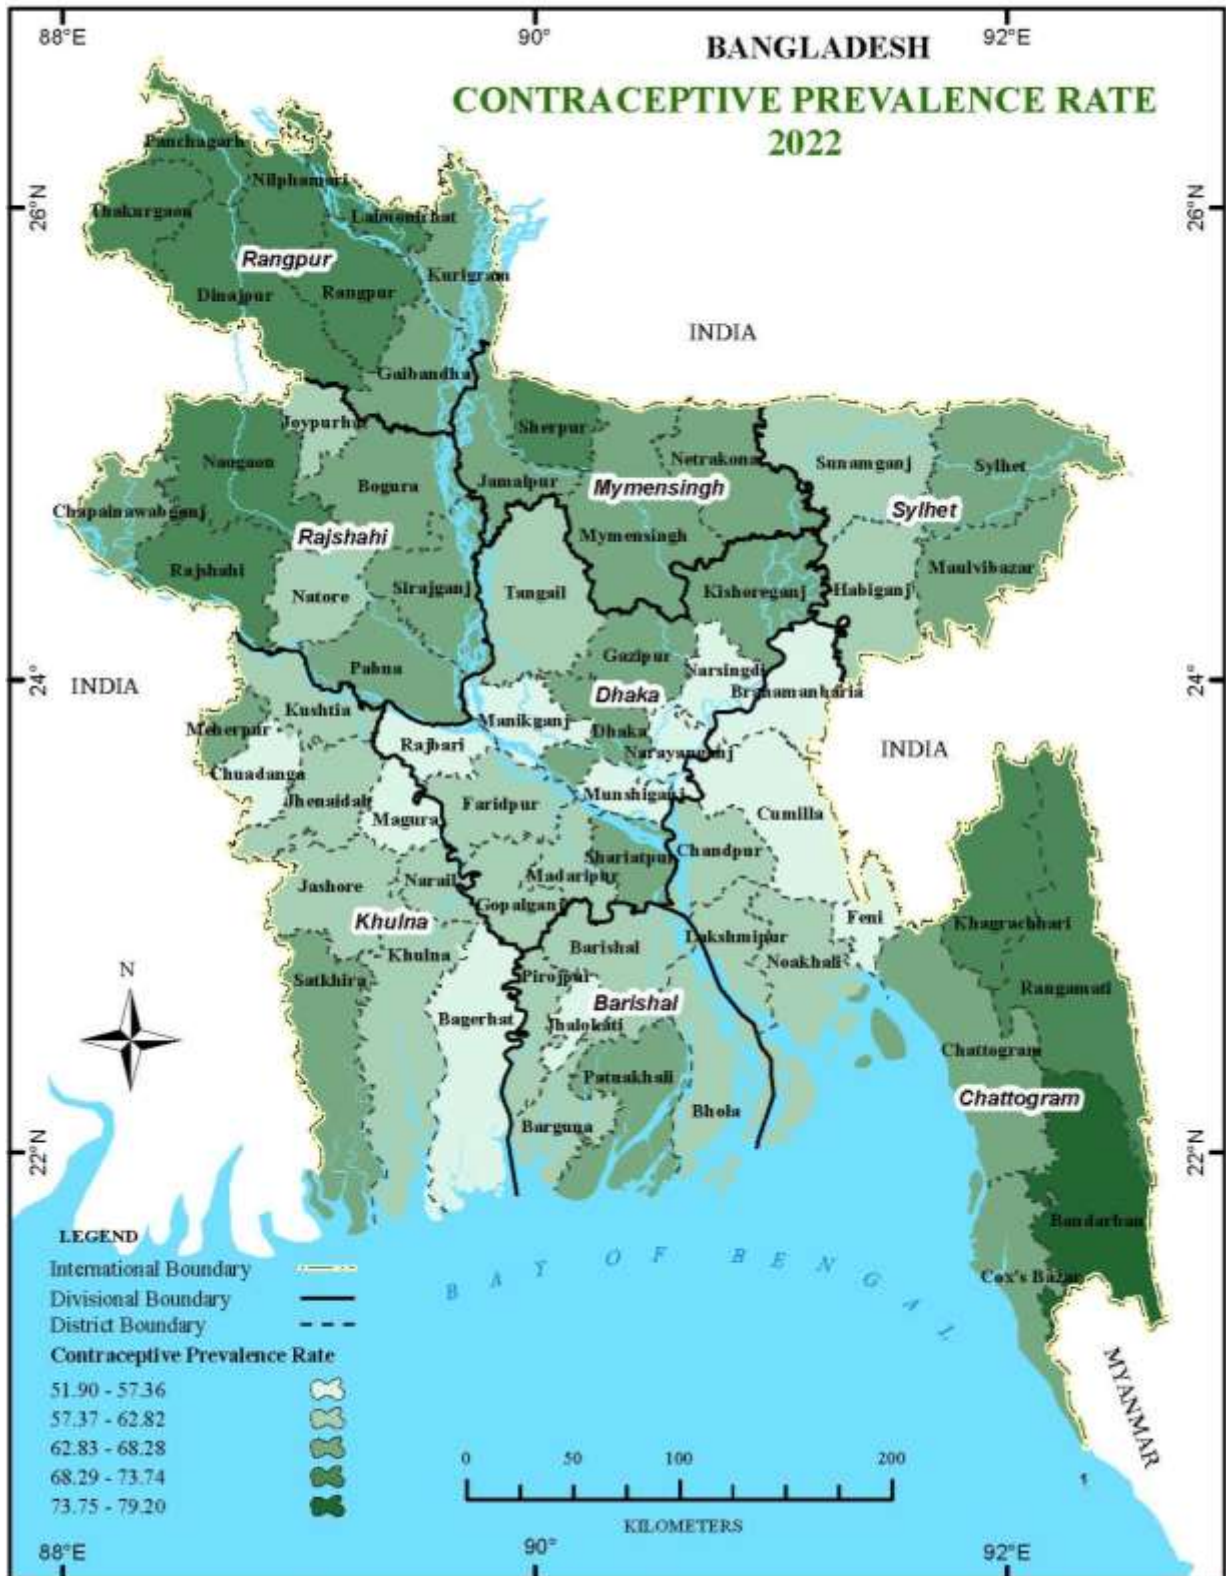 88°E
90°
92°E
BANGLADESH
CONTRACEPTIVE PREVALENCE RATE
2022
26°N
26°N
Panchagarh
Nilphamari
Thakurgaon
Lalmonirhat
Rangpur
Kurigram
Dinajpur
Rangpur
INDIA
Gaibandha
Joypurhat
Sherpur
Naogaon
Netrakona
Sunamganj
Sylhet
Bogura
Jamalpur
Mymensingh
Chapainawabganj
Sylhet
Rajshahi
Mymensingh
Rajshahi
Maulvibazar
Natore
Sirajganj
Tangail
Kishoreganj
Habiganj
Gazipur
Pabna
Narsingdi
24°
24°
INDIA
Dhaka
Branamanbaria
Kushtia
Manikganj
Meherpur
Dhaka
Rajbari
Narayanganj
INDIA
Chuadanga
Jhenaidah
Faridpur
Munshiganj
Magura
Cumilla
Shariatpur
Chandpur
Jashore
Narail
Madaripur
Gopalganj
Khulna
Feni
Khagrachhari
Lakshmipur
Khulna
Barishal
Noakhali
N
Satkhira
Pirojpur
Rangamati
Barishal
Bagerhat
Jhalokati
Chattogram
Patuakhali
Chattogram
Bhola
Barguna
22°N
22°N
Bandarban
Cox's Bazar
BAY OF BENGAL
MYANMAR
LEGEND
International Boundary
Divisional Boundary
District Boundary
Contraceptive Prevalence Rate
51.90 - 57.36
57.37 - 62.82
62.83 - 68.28
68.29 - 73.74
73.75 - 79.20
0 50 100 200
KILOMETERS
88°E
90°
92°E